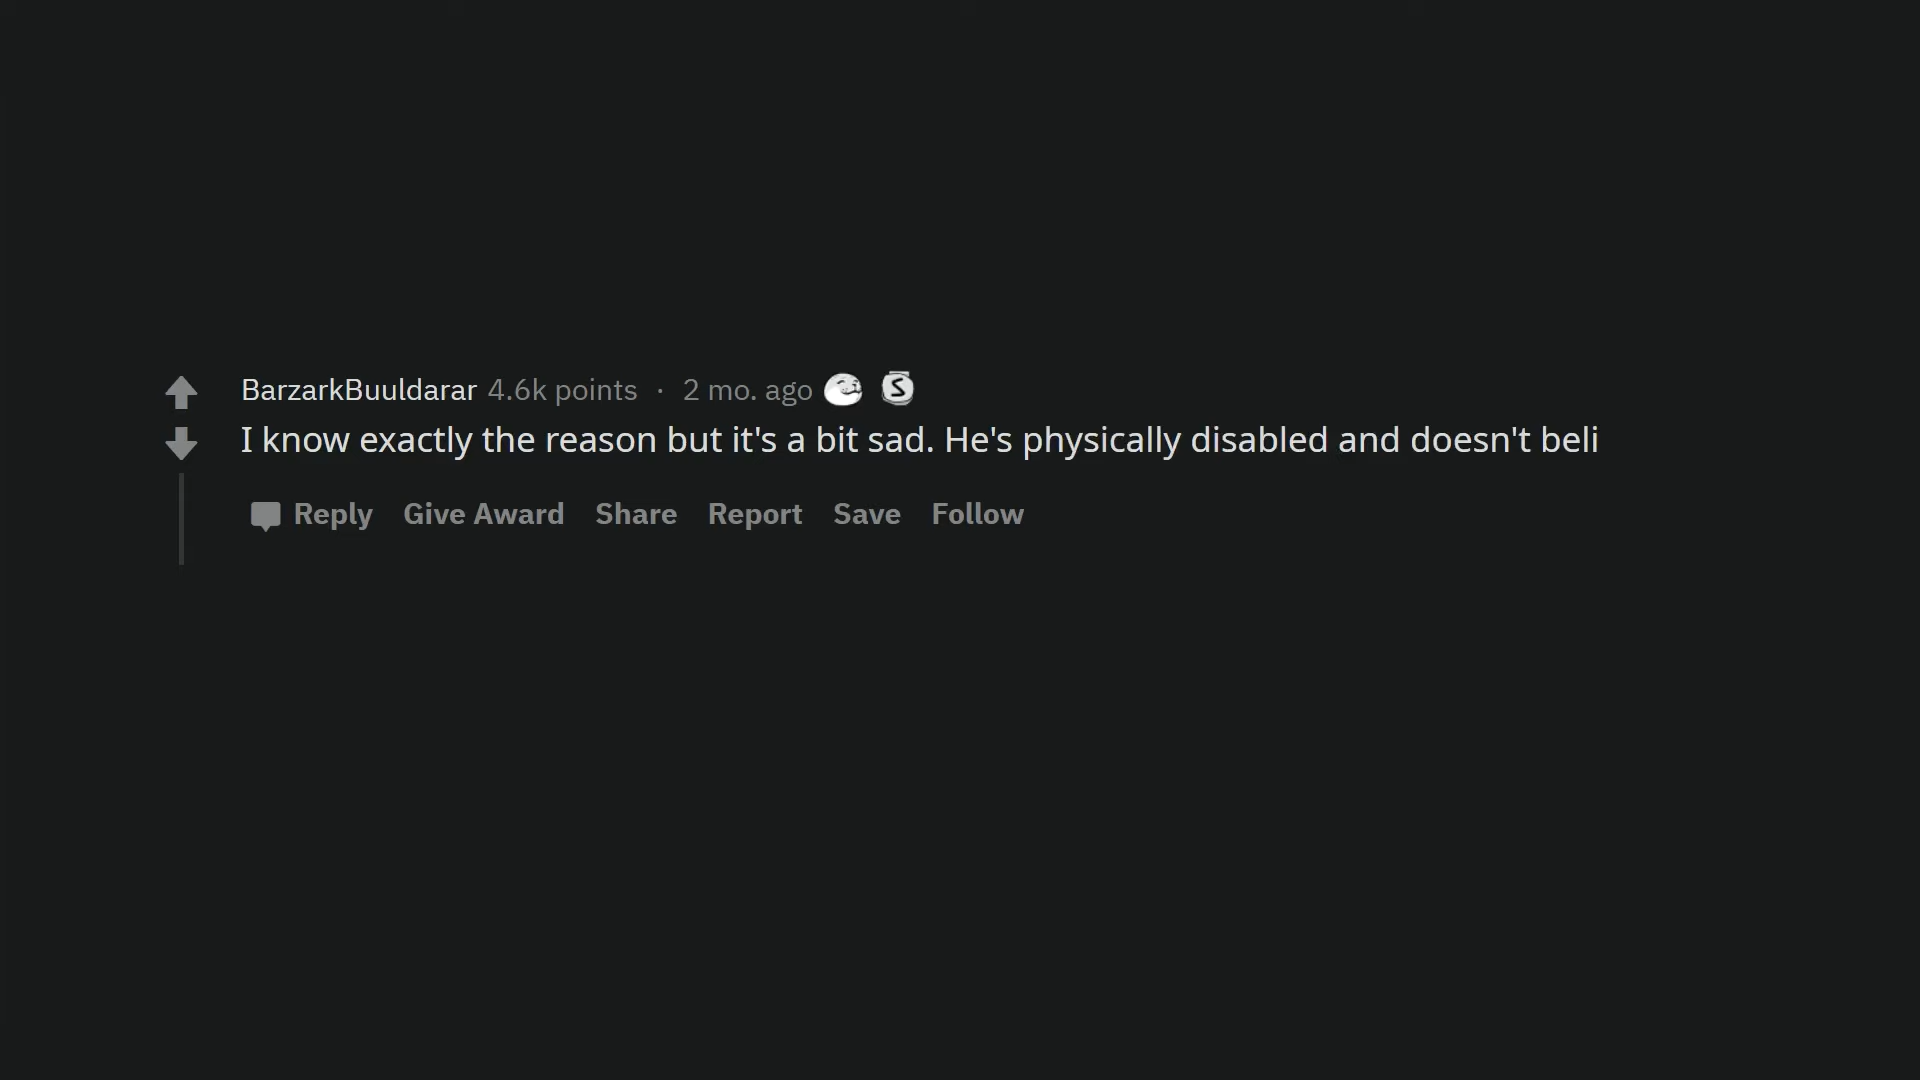 BarzarkBuuldarar 4.6k points · 2 mo. ago S
I know exactly the reason but it's a bit sad. He's physically disabled and doesn't beli
Reply Give Award Share Report Save Follow